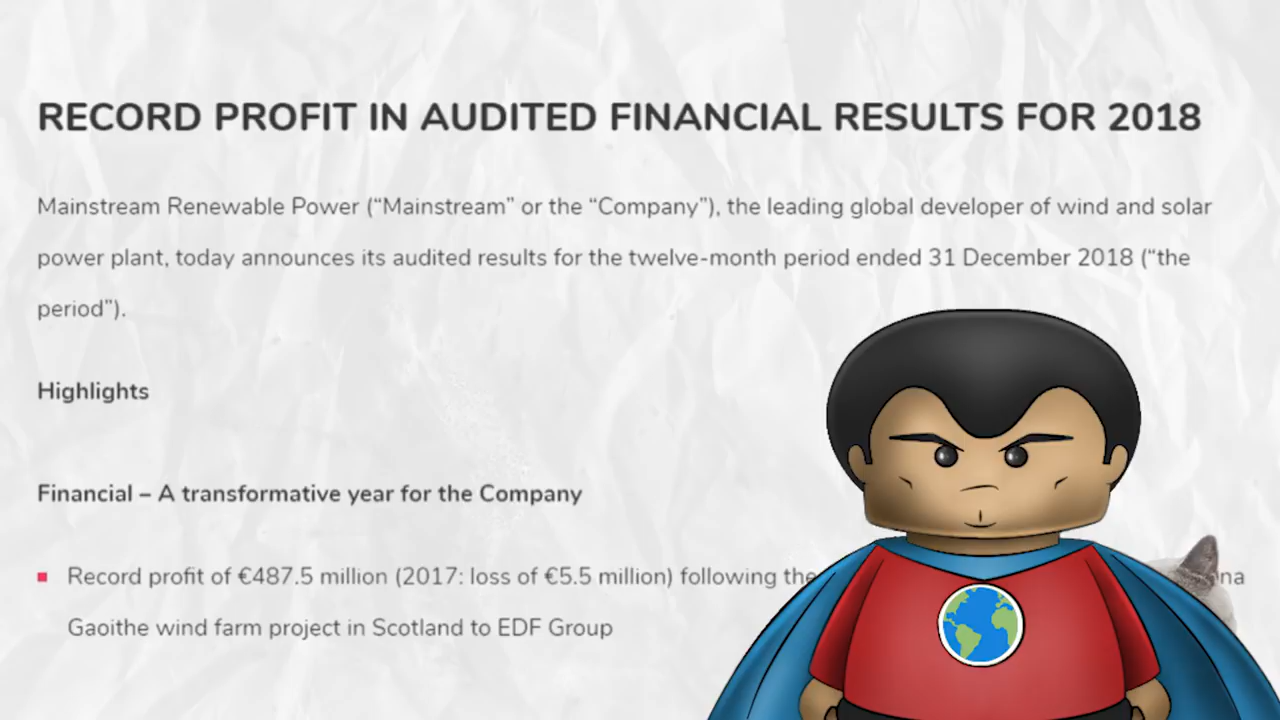 RECORD PROFIT IN AUDITED FINANCIAL RESULTS FOR 2018
Mainstream Renewable Power (“Mainstream” or the “Company”), the leading global developer of wind and solar
power plant, today announces its audited results for the twelve-month period ended 31 December 2018 (“the
period”).
Highlights
Financial – A transformative year for the Company
Record profit of €487.5 million (2017: loss of €5.5 million) following the
Gaoithe wind farm project in Scotland to EDF Group